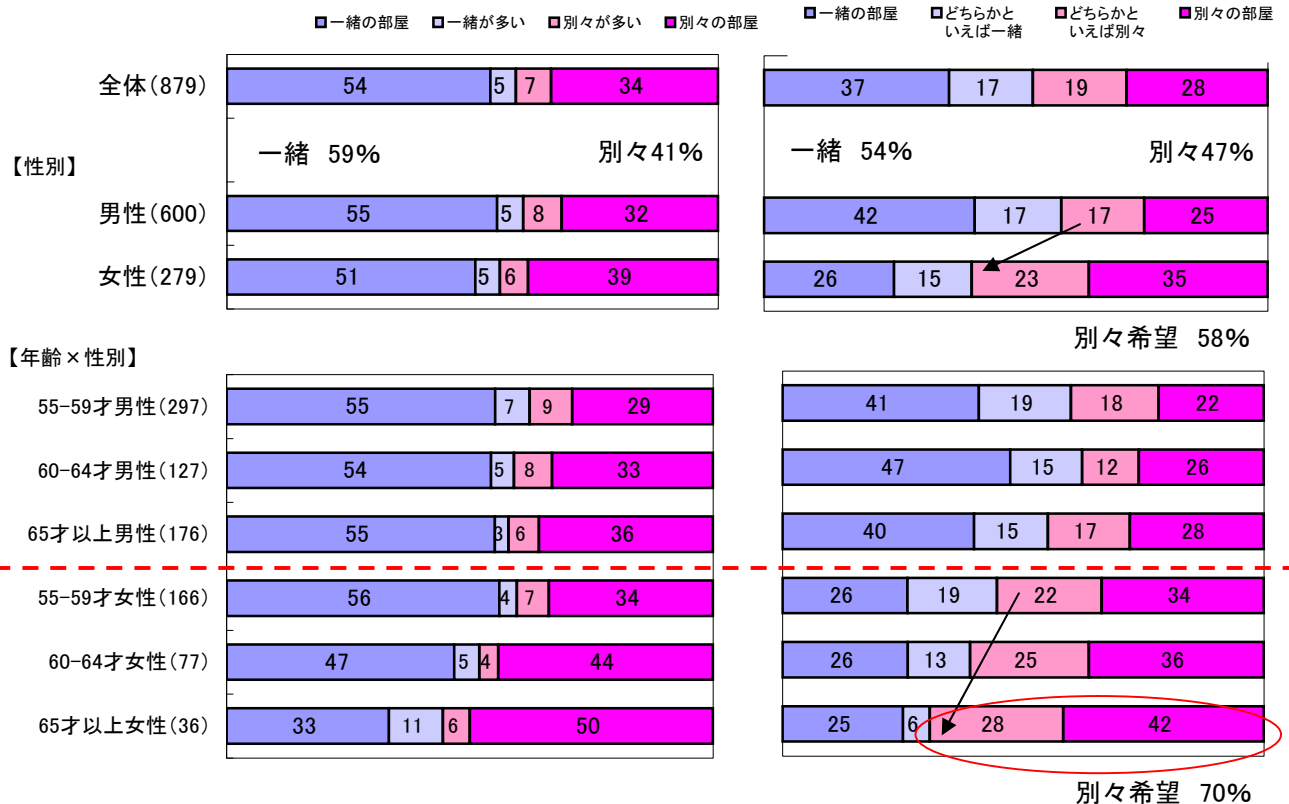 ■一緒の部屋 □一緒が多い ■別々が多い ■別々の部屋
■一緒の部屋 □どちらかといえば一緒 ■どちらかといえば別々 ■別々の部屋
全体(879) 54 5 7 34 37 17 19 28
一緒 59% 別々41% 一緒 54% 別々47%
【性別】
男性(600) 55 5 8 32 42 17 17 25
女性(279) 51 5 6 39 26 15 23 35
別々希望 58%
【年齢×性別】
55-59才男性(297) 55 7 9 29 41 19 18 22
60-64才男性(127) 54 5 8 33 47 15 12 26
65才以上男性(176) 55 3 6 36 40 15 17 28
55-59才女性(166) 56 4 7 34 26 19 22 34
60-64才女性(77) 47 5 4 44 26 13 25 36
65才以上女性(36) 33 11 6 50 25 6 28 42
別々希望 70%